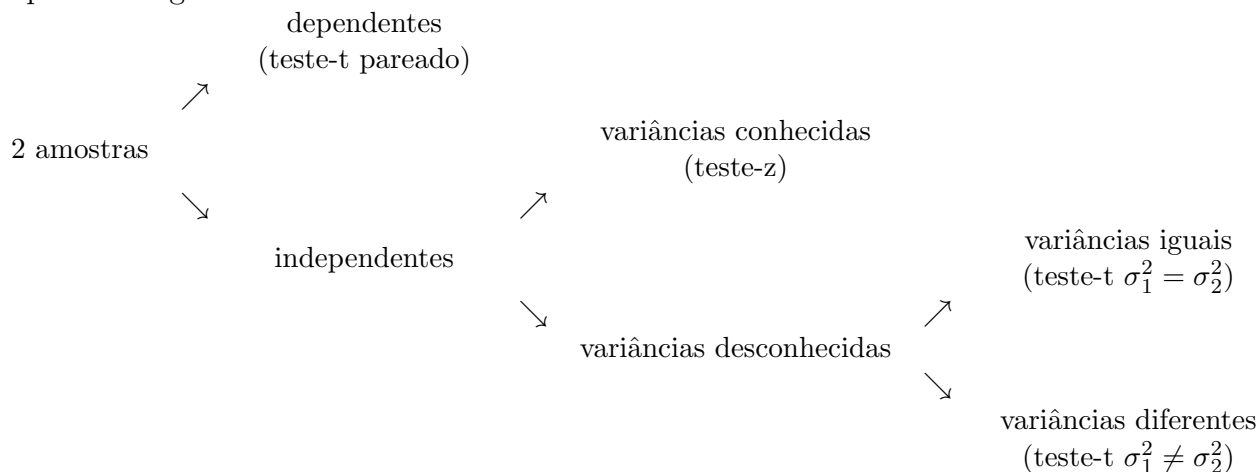 dependentes
(teste-t pareado)
2 amostras
variâncias conhecidas
(teste-z)
independentes
variâncias iguais
(teste-t σ₁² = σ₂²)
variâncias desconhecidas
variâncias diferentes
(teste-t σ₁² ≠ σ₂²)